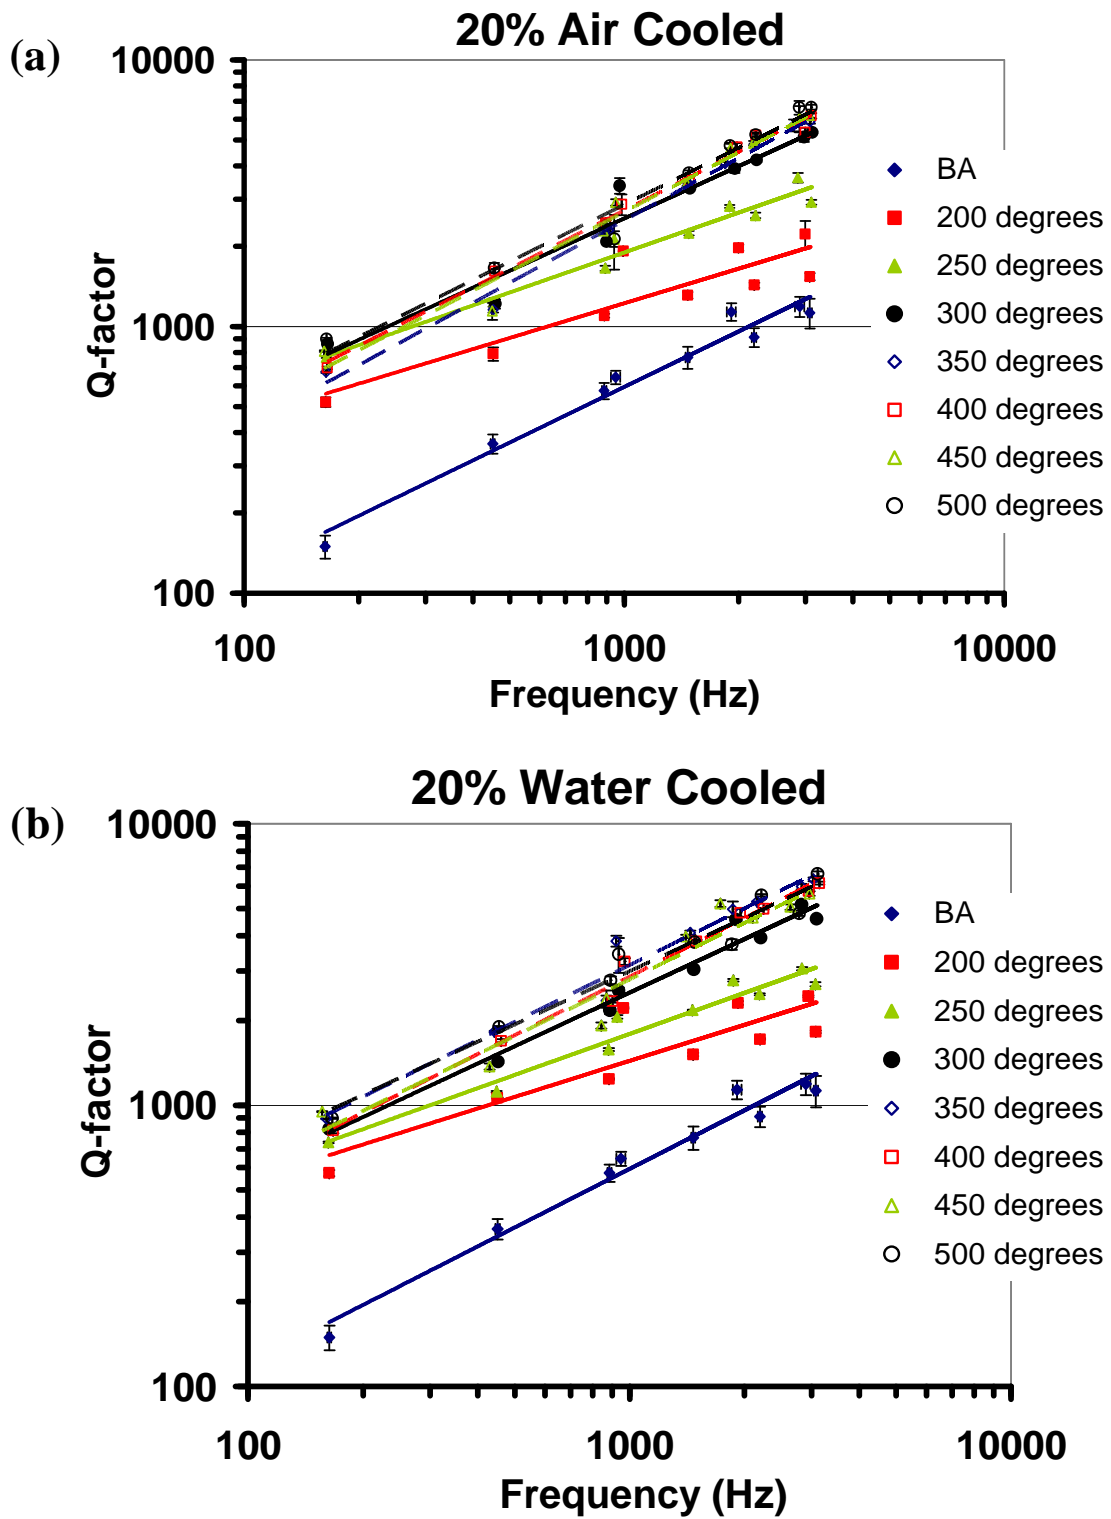 20% Air Cooled
(a)
10000
1000
100
Q-factor
100 1000 10000
Frequency (Hz)
BA
200 degrees
250 degrees
300 degrees
350 degrees
400 degrees
450 degrees
500 degrees
20% Water Cooled
(b)
10000
1000
100
Q-factor
100 1000 10000
Frequency (Hz)
BA
200 degrees
250 degrees
300 degrees
350 degrees
400 degrees
450 degrees
500 degrees